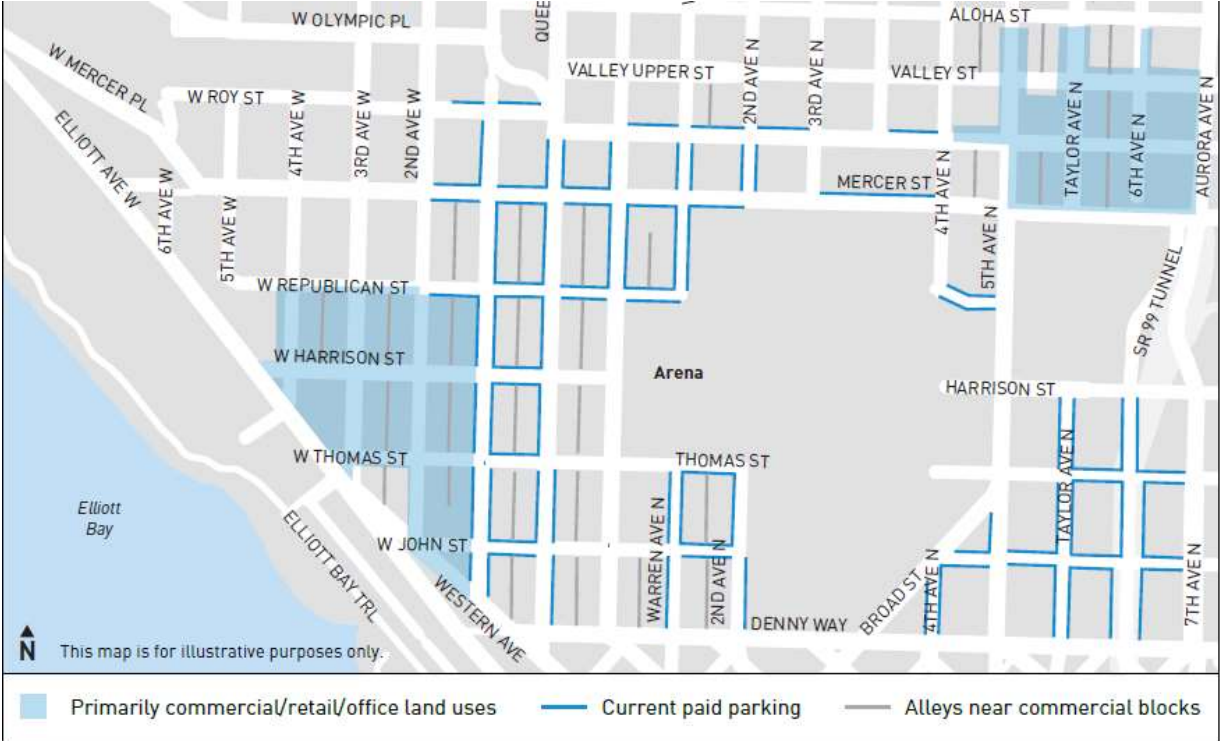 W OLYMPIC PL
QUEE
ALOHA ST
W MERCER PL
VALLEY UPPER ST
2ND AVE N
3RD AVE N
VALLEY ST
W ROY ST
4TH AVE W
3RD AVE W
2ND AVE W
TAYLOR AVE N
6TH AVE N
AURORA AVE N
ELLIOTT AVE W
6TH AVE W
5TH AVE W
MERCER ST
4TH AVE N
5TH AVE N
W REPUBLICAN ST
SR 99 TUNNEL
W HARRISON ST
Arena
HARRISON ST
W THOMAS ST
THOMAS ST
TAYLOR AVE N
Elliott
Bay
ELLIOTT BAY TRL
W JOHN ST
WARREN AVE N
2ND AVE N
BROAD ST
4TH AVE N
7TH AVE N
WESTERN AVE
DENNY WAY
N
This map is for illustrative purposes only.
Primarily commercial/retail/office land uses
Current paid parking
Alleys near commercial blocks